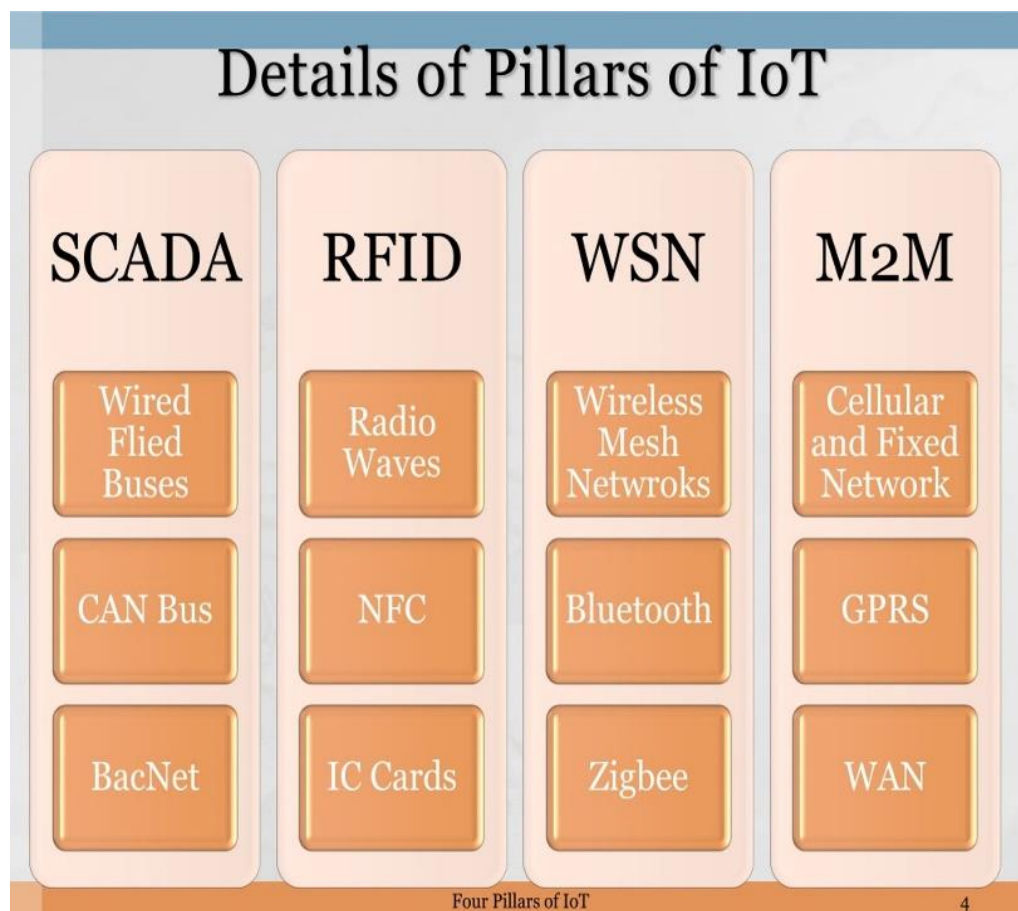 Details of Pillars of IoT
SCADA
Wired
Flied
Buses
CAN Bus
BacNet
RFID
Radio
Waves
NFC
IC Cards
WSN
Wireless
Mesh
Netwroks
Bluetooth
Zigbee
M2M
Cellular
and Fixed
Network
GPRS
WAN
Four Pillars of IoT
4